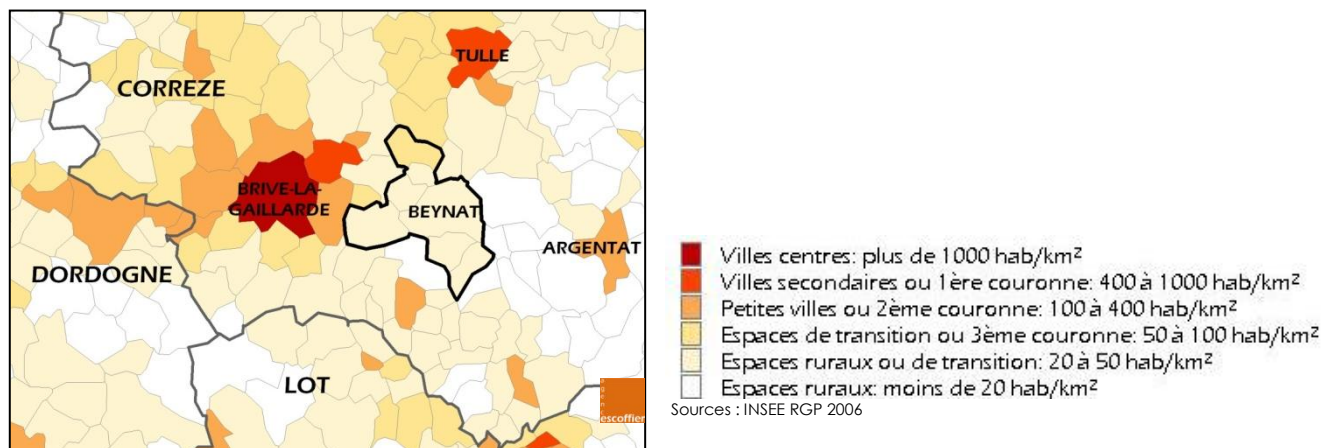 TULLE
CORREZE
BRIVE-LA-
GAILLARDE
BEYNAT
ARGENTAT
DORDOGNE
LOT
escoffier
Villes centres: plus de 1000 hab/km²
Villes secondaires ou 1ère couronne: 400 à 1000 hab/km²
Petites villes ou 2ème couronne: 100 à 400 hab/km²
Espaces de transition ou 3ème couronne: 50 à 100 hab/km²
Espaces ruraux ou de transition: 20 à 50 hab/km²
Espaces ruraux: moins de 20 hab/km²
Sources : INSEE RGP 2006